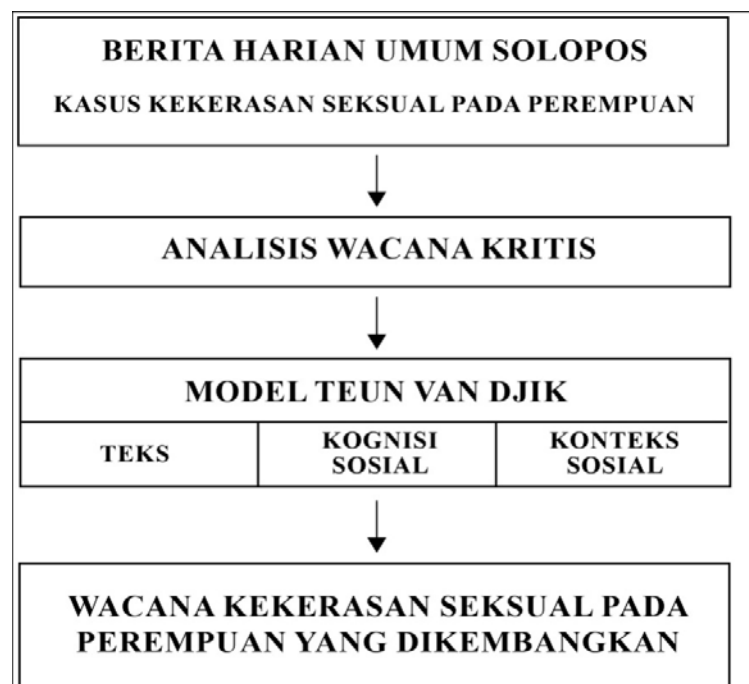 BERITA HARIAN UMUM SOLOPOS
KASUS KEKERASAN SEKSUAL PADA PEREMPUAN
ANALISIS WACANA KRITIS
MODEL TEUN VAN DJIK
TEKS
KOGNISI
SOSIAL
KONTEKS
SOSIAL
WACANA KEKERASAN SEKSUAL PADA
PEREMPUAN YANG DIKEMBANGKAN